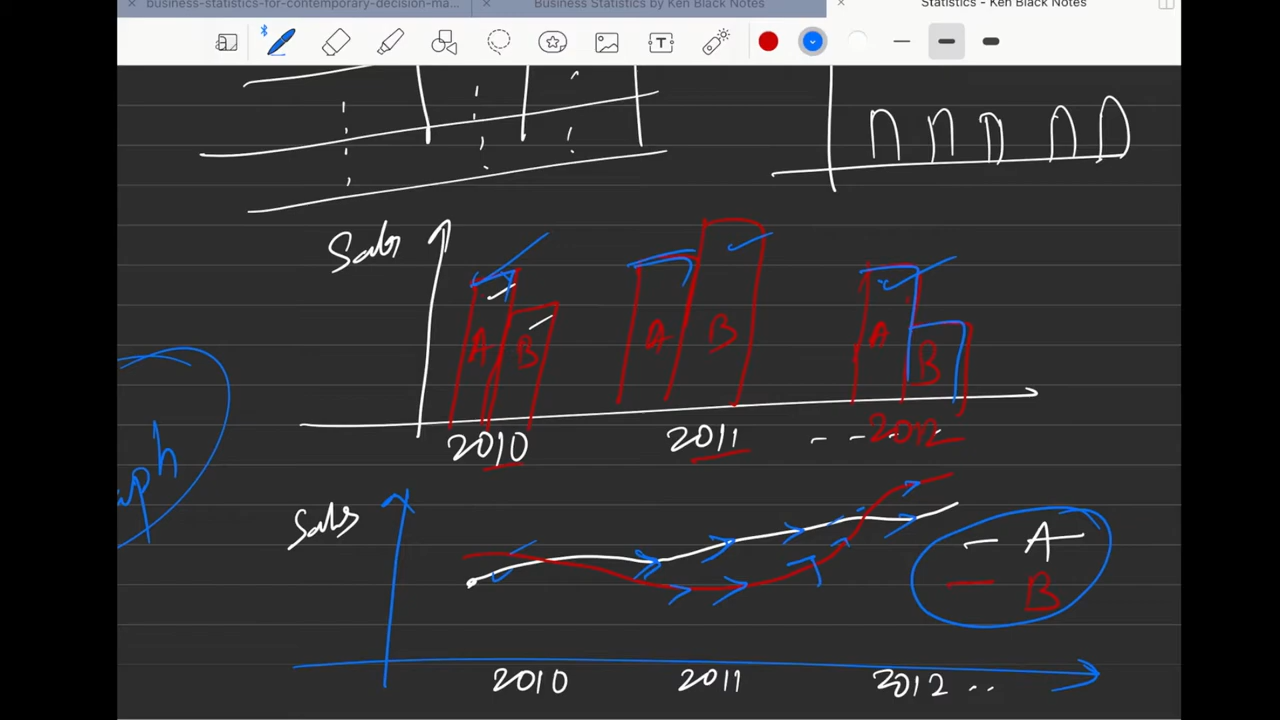 business-statistics-for-contemporary-decision-ma...
Business Statistics by Ken Black Notes
Statistics - Ken Black Notes
T
Sales
A B
A B
A B
2010 2011 - - 2012 - -
Sales
- A
- B
2010 2011 2012 ..